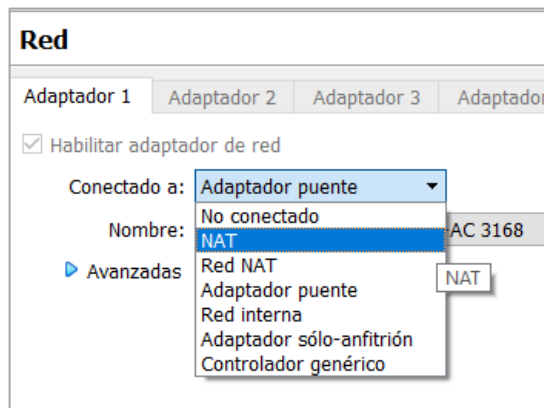 Red
Adaptador 1 Adaptador 2 Adaptador 3 Adaptador
Habilitar adaptador de red
Conectado a: Adaptador puente
No conectado
Nombre: AC 3168
NAT
Avanzadas Red NAT
NAT
Adaptador puente
Red interna
Adaptador sólo-anfitrión
Controlador genérico